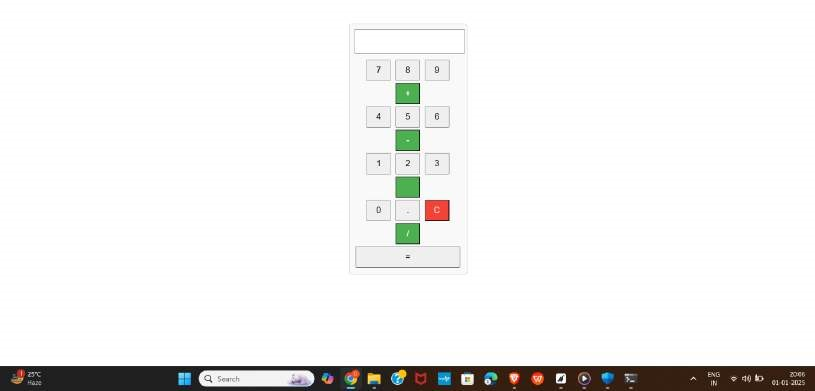 7 8 9
+
4 5 6
-
1 2 3
0 . C
/
=
1
25°C
Haze
Search
ENG
IN
20:06
01-01-2025